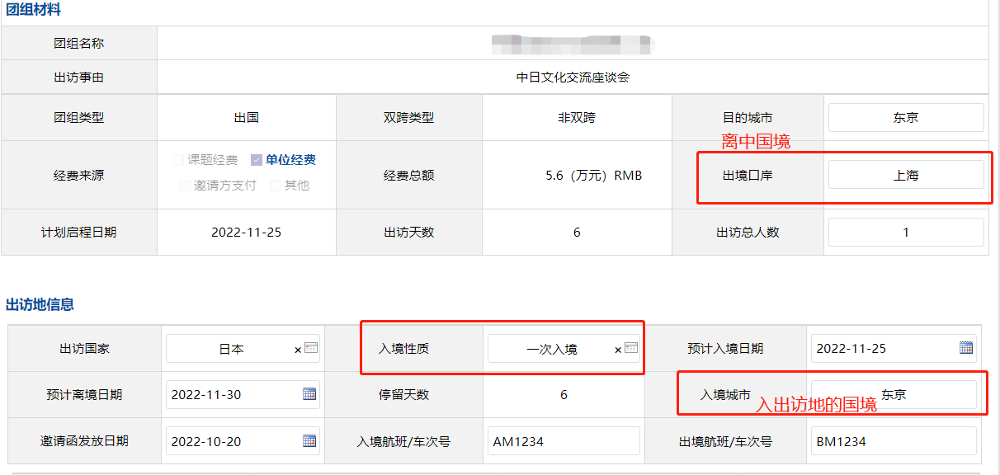 团组材料
团组名称
出访事由 中日文化交流座谈会
团组类型 出国 双跨类型 非双跨 目的城市 东京
离中国境
经费来源 课题经费 单位经费 邀请方支付 其他 经费总额 5.6（万元）RMB 出境口岸 上海
计划启程日期 2022-11-25 出访天数 6 出访总人数 1
出访地信息
出访国家 日本 × 入境性质 一次入境 × 预计入境日期 2022-11-25
预计离境日期 2022-11-30 停留天数 6 入境城市 东京
入出访地的国境
邀请函发放日期 2022-10-20 入境航班/车次号 AM1234 出境航班/车次号 BM1234